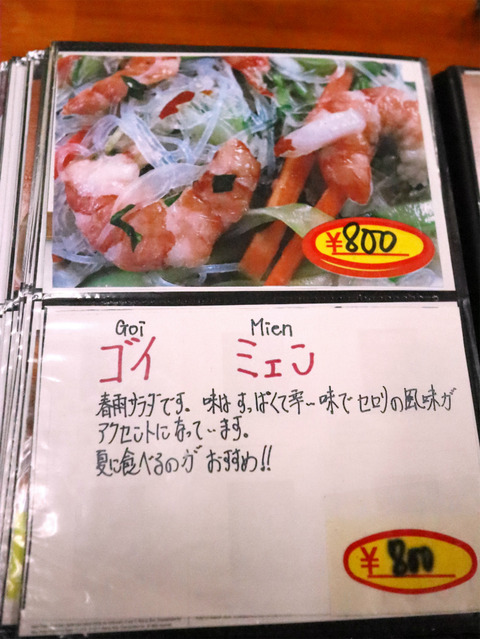 ¥800
Goi Mien
ゴイ ミェン
春雨サラダです。味はすっぱくて辛い味でセロリの風味が
アクセントになっています。
夏に食べるのがおすすめ!!
¥800